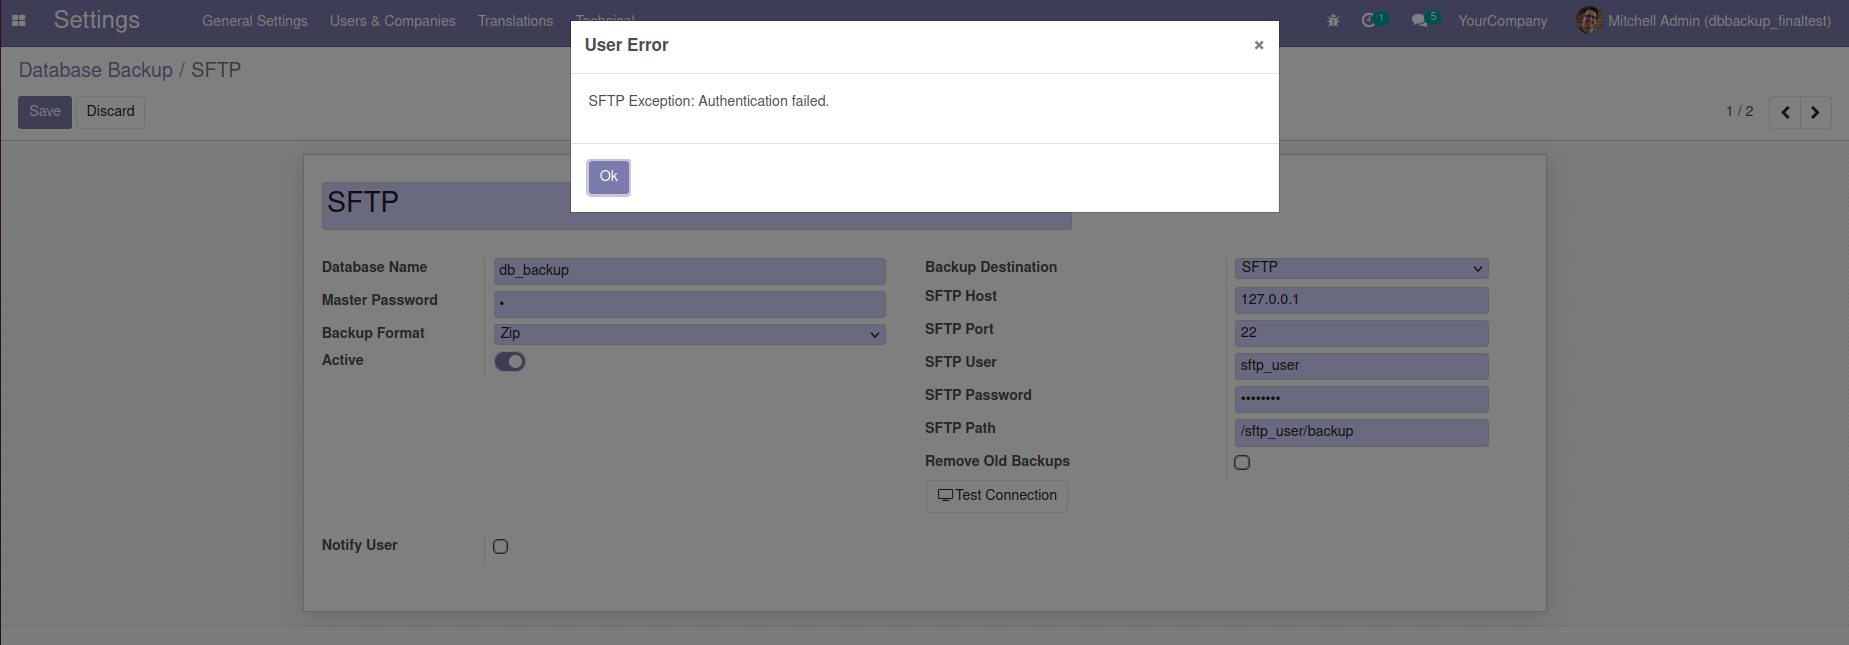 Settings General Settings Users & Companies Translations Technical 1 5 YourCompany Mitchell Admin (dbbackup_finaltest)
User Error ×
Database Backup / SFTP
SFTP Exception: Authentication failed.
Save Discard 1 / 2
Ok
SFTP
Database Name db_backup
Master Password •
Backup Format Zip
Active
Backup Destination SFTP
SFTP Host 127.0.0.1
SFTP Port 22
SFTP User sftp_user
SFTP Password ••••••••
SFTP Path /sftp_user/backup
Remove Old Backups
Test Connection
Notify User